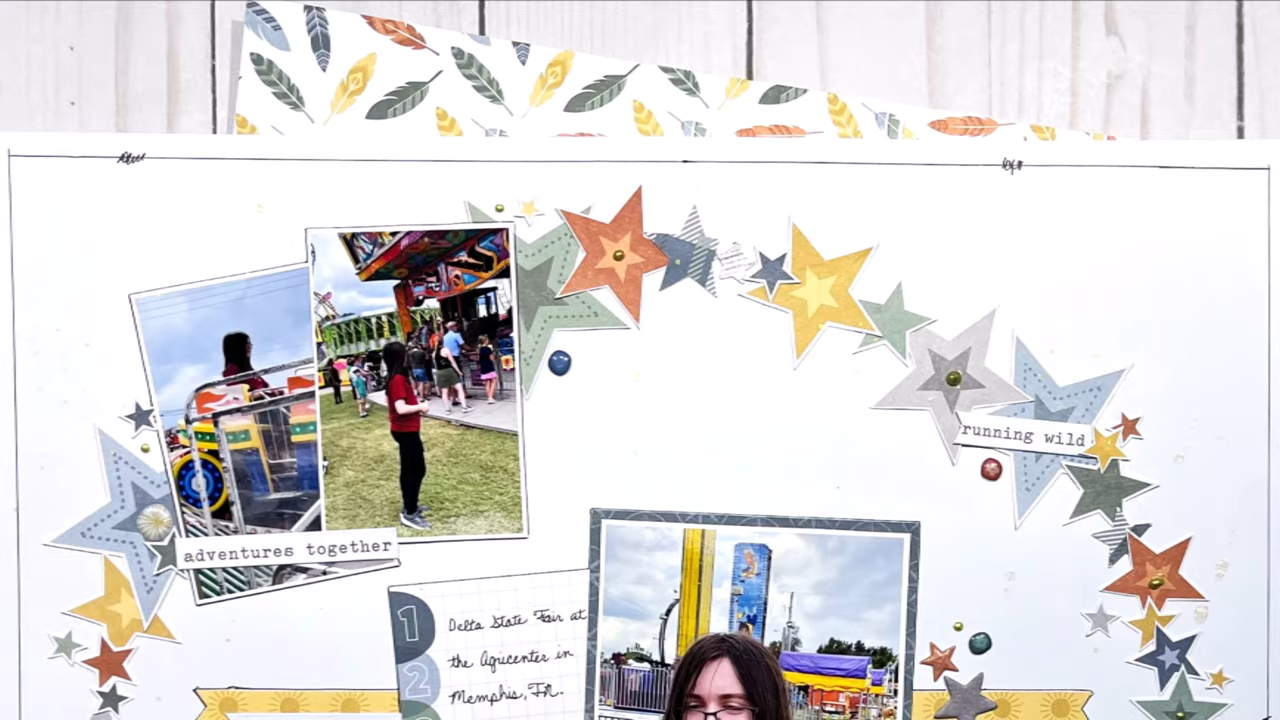 running wild
adventures together
1
2
Delta State Fair at
the Agricenter in
Memphis, TN.